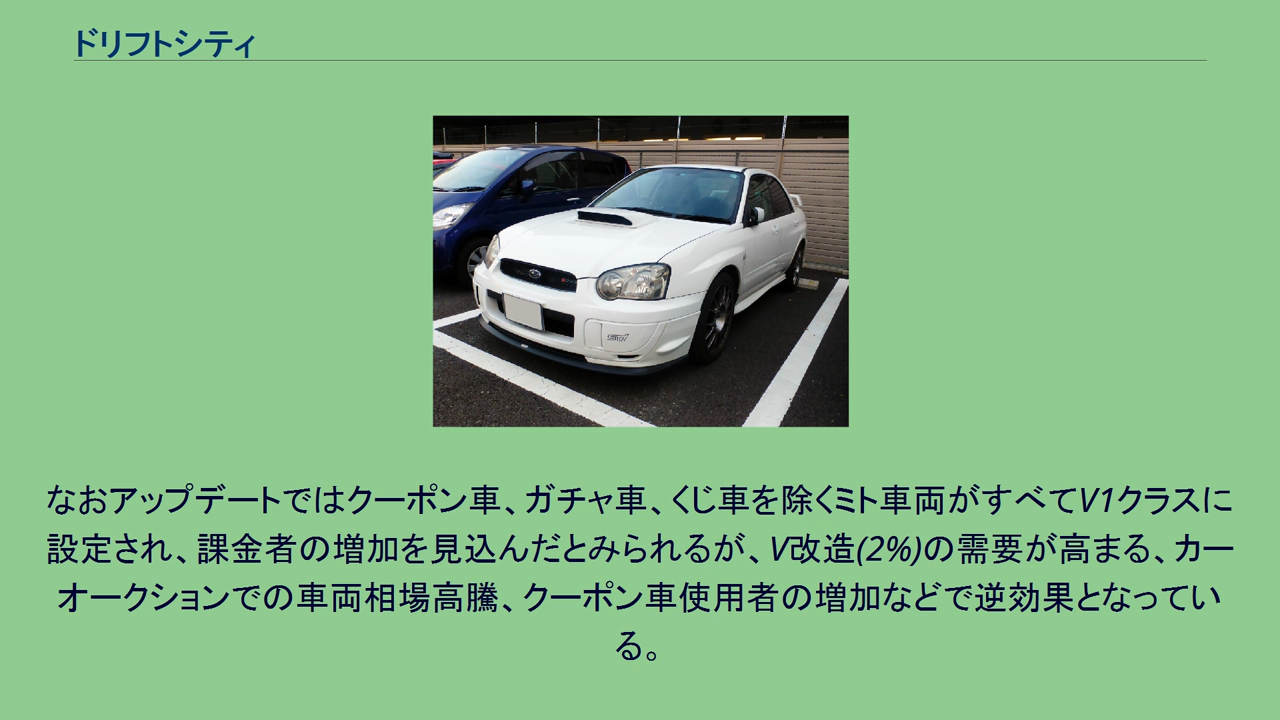 ドリフトシティ
なおアップデートではクーポン車、ガチャ車、くじ車を除くミト車両がすべてV1クラスに
設定され、課金者の増加を見込んだとみられるが、V改造(2%)の需要が高まる、カー
オークションでの車両相場高騰、クーポン車使用者の増加などで逆効果となってい
る。